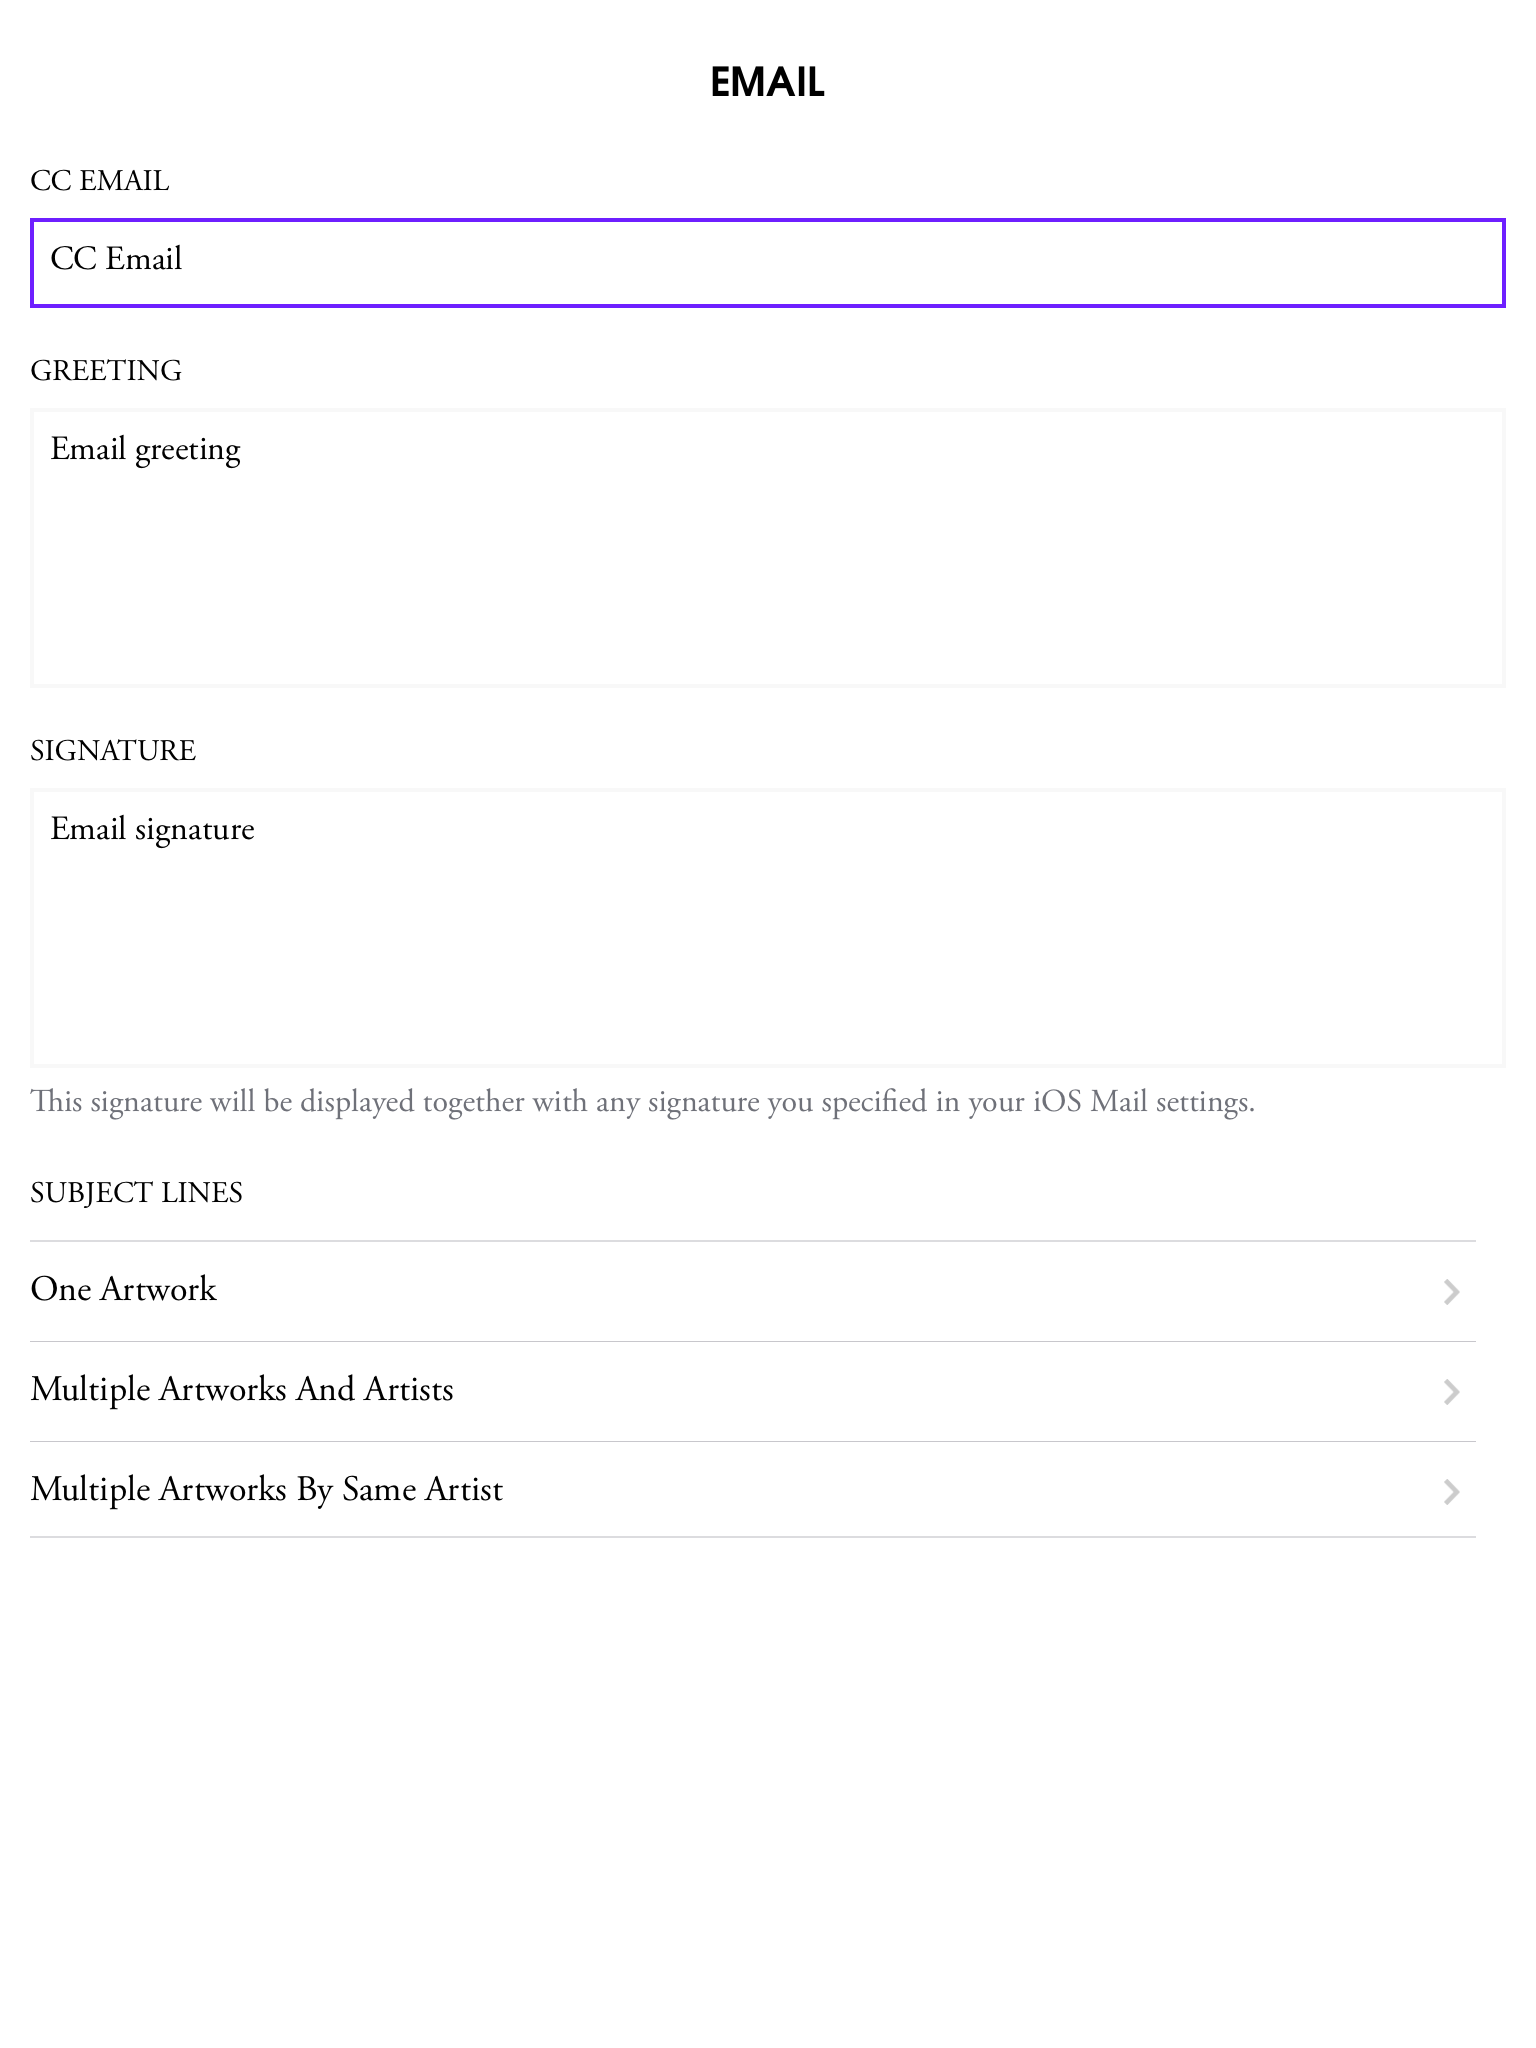 EMAIL
CC EMAIL
CC Email
GREETING
Email greeting
SIGNATURE
Email signature
This signature will be displayed together with any signature you specified in your iOS Mail settings.
SUBJECT LINES
One Artwork
Multiple Artworks And Artists
Multiple Artworks By Same Artist